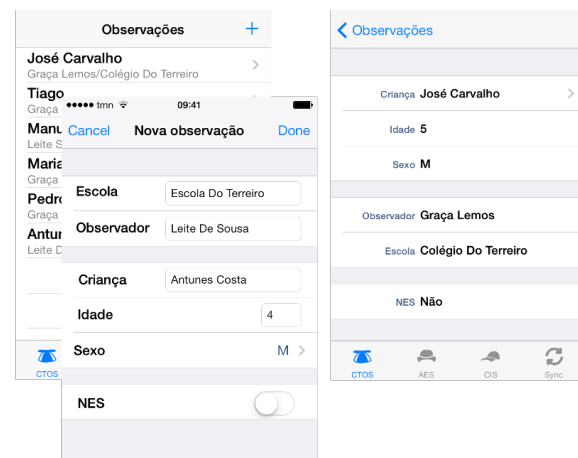 Observações +
José Carvalho
Graça Lemos/Colégio Do Terreiro
Tiago
Graça
Manu
Leite S
Maria
Graça
Pedro
Graça
Antun
Leite D
CTOS
tmn 09:41
Cancel Nova observação Done
Escola Escola Do Terreiro
Observador Leite De Sousa
Criança Antunes Costa
Idade 4
Sexo M
NES
Observações
Criança José Carvalho
Idade 5
Sexo M
Observador Graça Lemos
Escola Colégio Do Terreiro
NES Não
CTOS AES CIS Sync